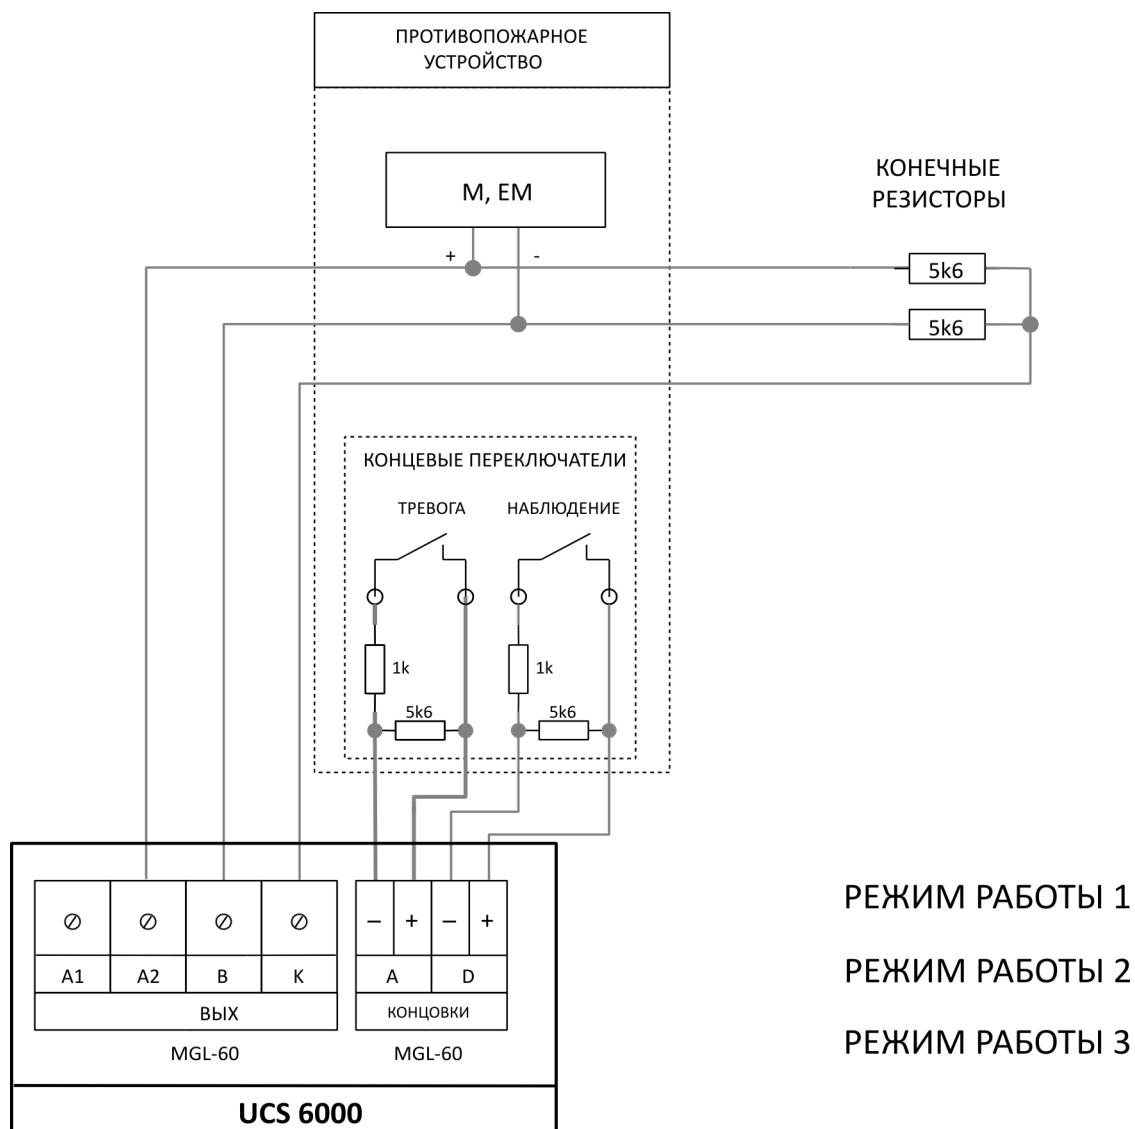 ПРОТИВОПОЖАРНОЕ
УСТРОЙСТВО
М, ЕМ
КОНЕЧНЫЕ
РЕЗИСТОРЫ
+
-
5k6
5k6
КОНЦЕВЫЕ ПЕРЕКЛЮЧАТЕЛИ
ТРЕВОГА
НАБЛЮДЕНИЕ
1k
1k
5k6
5k6
– + – +
A1 A2 B K
A D
ВЫХ
КОНЦОВКИ
MGL-60
MGL-60
UCS 6000
РЕЖИМ РАБОТЫ 1
РЕЖИМ РАБОТЫ 2
РЕЖИМ РАБОТЫ 3